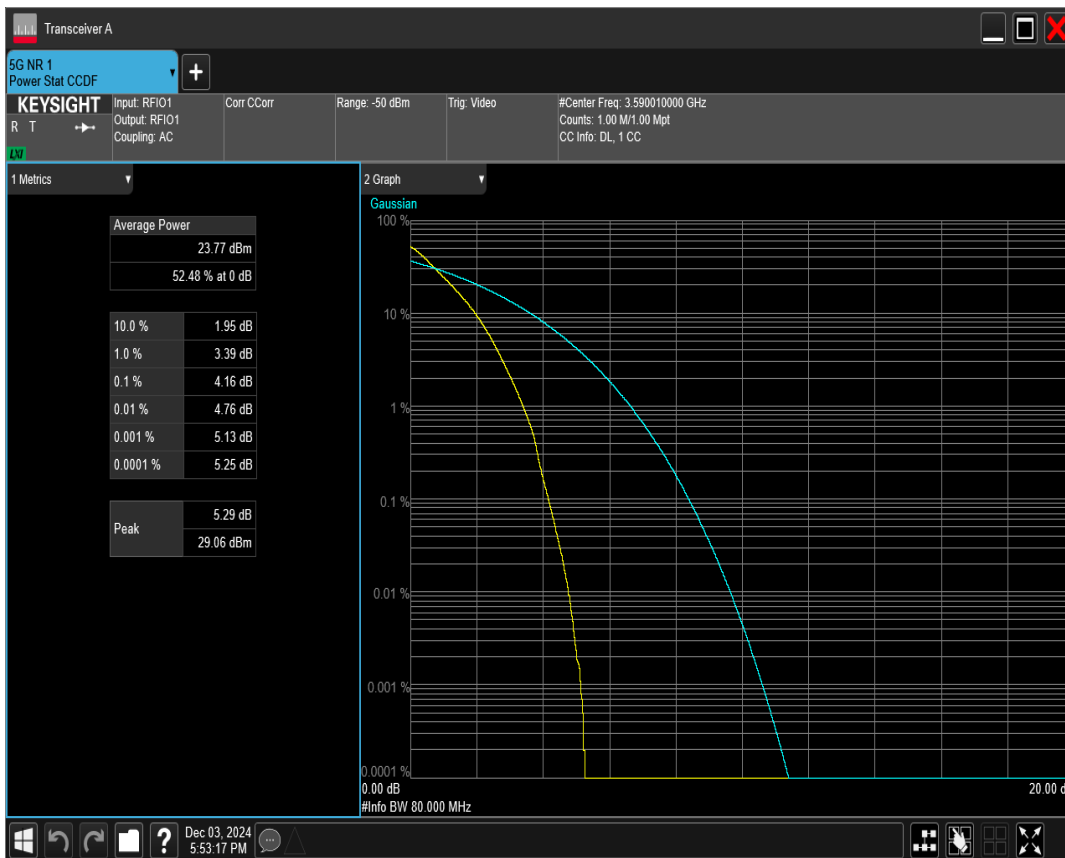 Transceiver A
5G NR 1
Power Stat CCDF
KEYSIGHT
R T
LXI
Input: RFIO1
Output: RFIO1
Coupling: AC
Corr CCorr
Range: -50 dBm
Trig: Video
#Center Freq: 3.590010000 GHz
Counts: 1.00 M/1.00 Mpt
CC Info: DL, 1 CC
1 Metrics
Average Power
23.77 dBm
52.48 % at 0 dB
10.0 % 1.95 dB
1.0 % 3.39 dB
0.1 % 4.16 dB
0.01 % 4.76 dB
0.001 % 5.13 dB
0.0001 % 5.25 dB
Peak
5.29 dB
29.06 dBm
2 Graph
Gaussian
100 %
10 %
1 %
0.1 %
0.01 %
0.001 %
0.0001 %
0.00 dB
20.00 d
#Info BW 80.000 MHz
?
Dec 03, 2024
5:53:17 PM